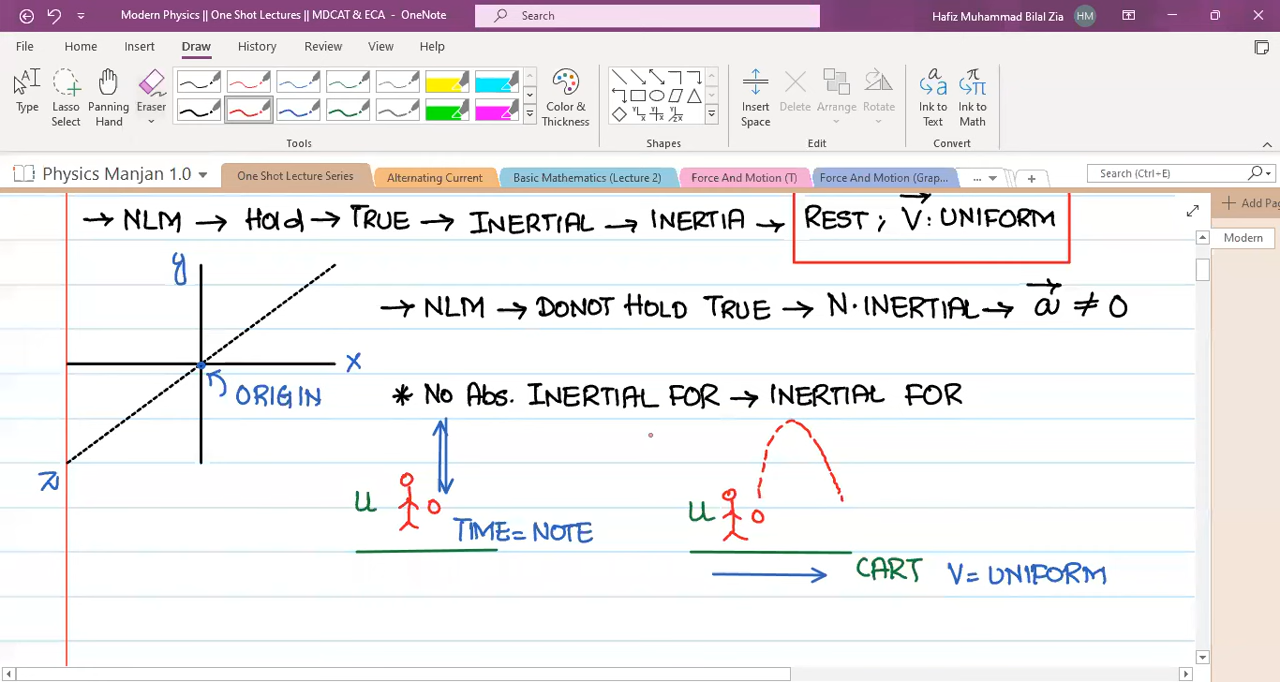 Modern Physics || One Shot Lectures || MDCAT & ECA - OneNote
Search
Hafiz Muhammad Bilal Zia HM
File Home Insert Draw History Review View Help
Type Lasso Select Panning Hand Eraser
Color & Thickness
Insert Space Delete Arrange Rotate
Ink to Text Ink to Math
Tools Shapes Edit Convert
Physics Manjan 1.0 One Shot Lecture Series Alternating Current Basic Mathematics (Lecture 2) Force And Motion (T) Force And Motion (Grap... ... Search (Ctrl+E)
Add Pag
Modern
→ NLM → Hold → TRUE → INERTIAL → INERTIA → REST ; V⃗ : UNIFORM
y
→ NLM → DONOT HOLD TRUE → N·INERTIAL → a⃗ ≠ 0
x
ORIGIN
* No Abs. INERTIAL FOR → INERTIAL FOR
z
U
TIME = NOTE
U
CART V = UNIFORM